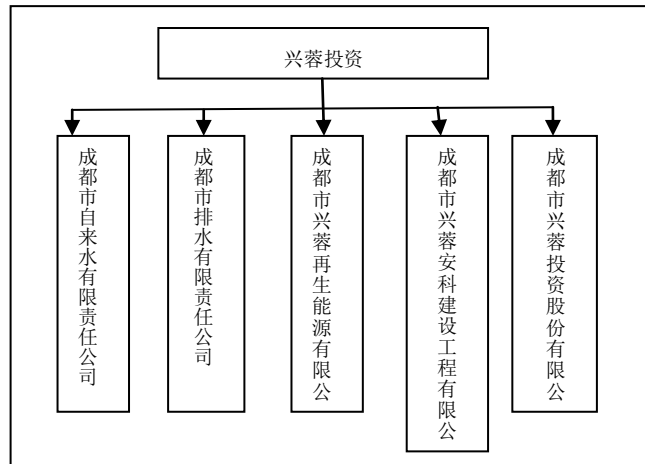 兴蓉投资
成都市自来水有限责任公司
成都市排水有限责任公司
成都市兴蓉再生能源有限公
成都市兴蓉安科建设工程有限公
成都市兴蓉投资股份有限公